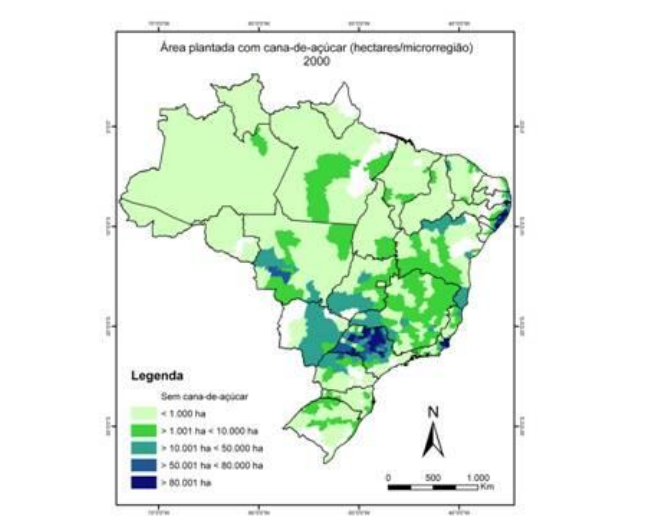 Área plantada com cana-de-açúcar (hectares/microrregião)
2000
Legenda
Sem cana-de-açúcar
< 1.000 ha
> 1.001 ha < 10.000 ha
> 10.001 ha < 50.000 ha
> 50.001 ha < 80.000 ha
> 80.001 ha
N
0 500 1.000
Km